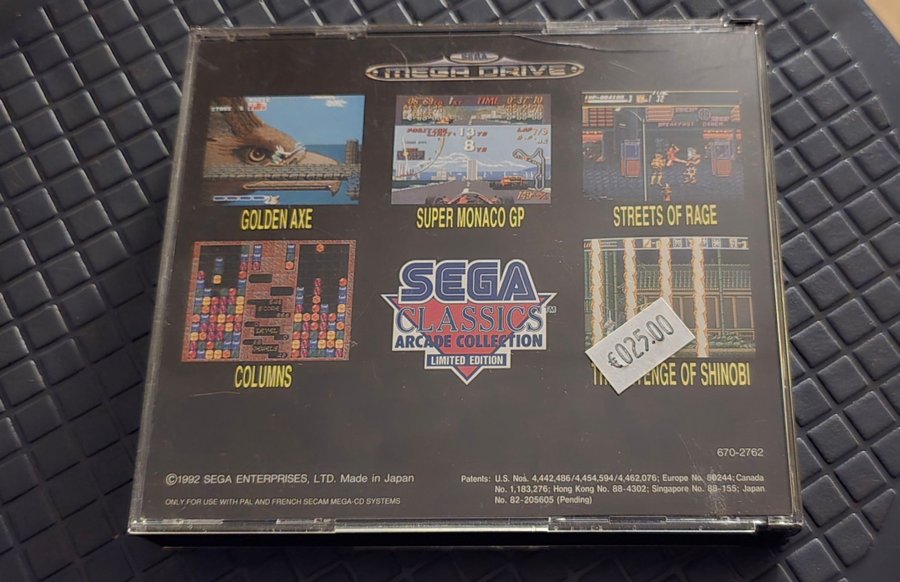 SEGA
MEGA DRIVE
GOLDEN AXE
SUPER MONACO GP
STREETS OF RAGE
SEGA
CLASSICS™
ARCADE COLLECTION
LIMITED EDITION
€025.00
COLUMNS
ENGE OF SHINOBI
670-2762
©1992 SEGA ENTERPRISES, LTD. Made in Japan
ONLY FOR USE WITH PAL AND FRENCH SECAM MEGA-CD SYSTEMS
Patents: U.S. Nos. 4,442,486/4,454,594/4,462,076; Europe No. 80244; Canada
No. 1,183,276; Hong Kong No. 88-4302; Singapore No. 88-155; Japan
No. 82-205605 (Pending)